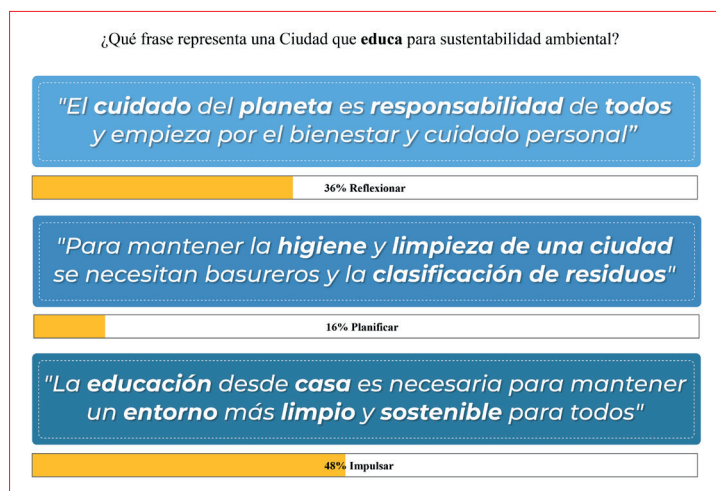 ¿Qué frase representa una Ciudad que educa para sustentabilidad ambiental?
"El cuidado del planeta es responsabilidad de todos
y empieza por el bienestar y cuidado personal”
36% Reflexionar
"Para mantener la higiene y limpieza de una ciudad
se necesitan basureros y la clasificación de residuos"
16% Planificar
"La educación desde casa es necesaria para mantener
un entorno más limpio y sostenible para todos"
48% Impulsar